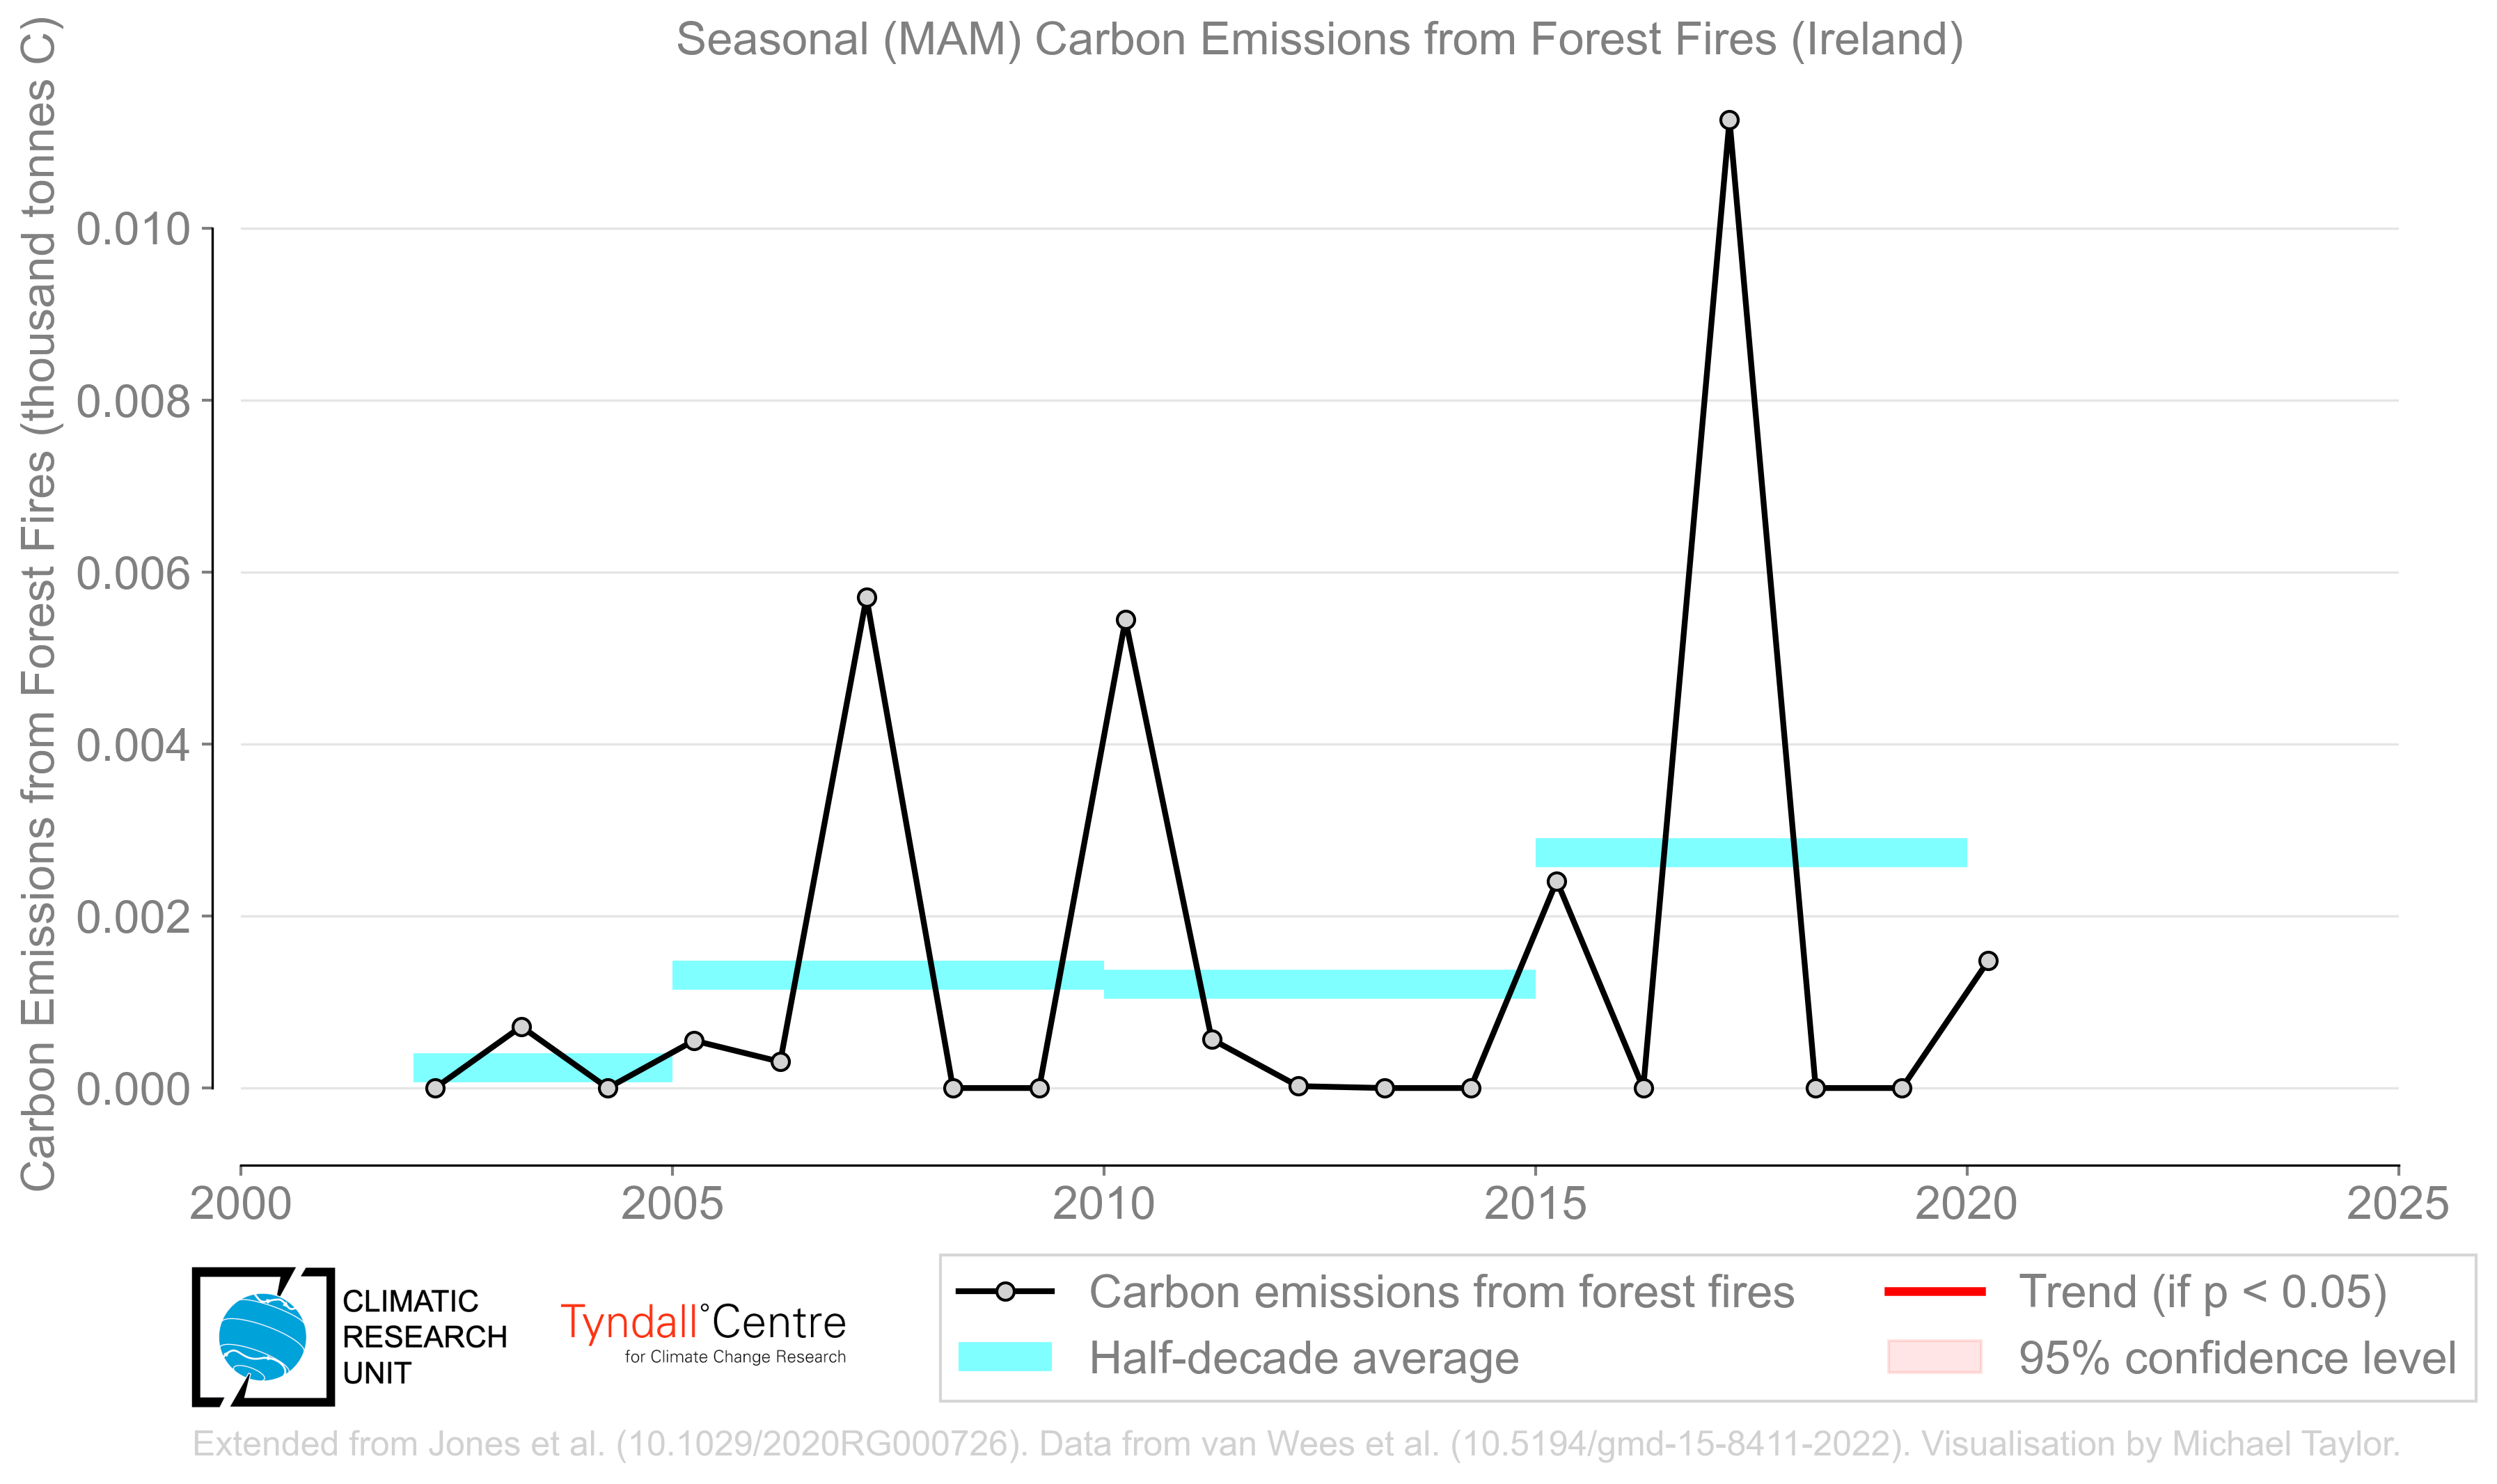 Seasonal (MAM) Carbon Emissions from Forest Fires (Ireland)
Carbon Emissions from Forest Fires (thousand tonnes C)
0.010
0.008
0.006
0.004
0.002
0.000
2000 2005 2010 2015 2020 2025
CLIMATIC
RESEARCH
UNIT
Tyndall°Centre
for Climate Change Research
Carbon emissions from forest fires
Half-decade average
Trend (if p < 0.05)
95% confidence level
Extended from Jones et al. (10.1029/2020RG000726). Data from van Wees et al. (10.5194/gmd-15-8411-2022). Visualisation by Michael Taylor.